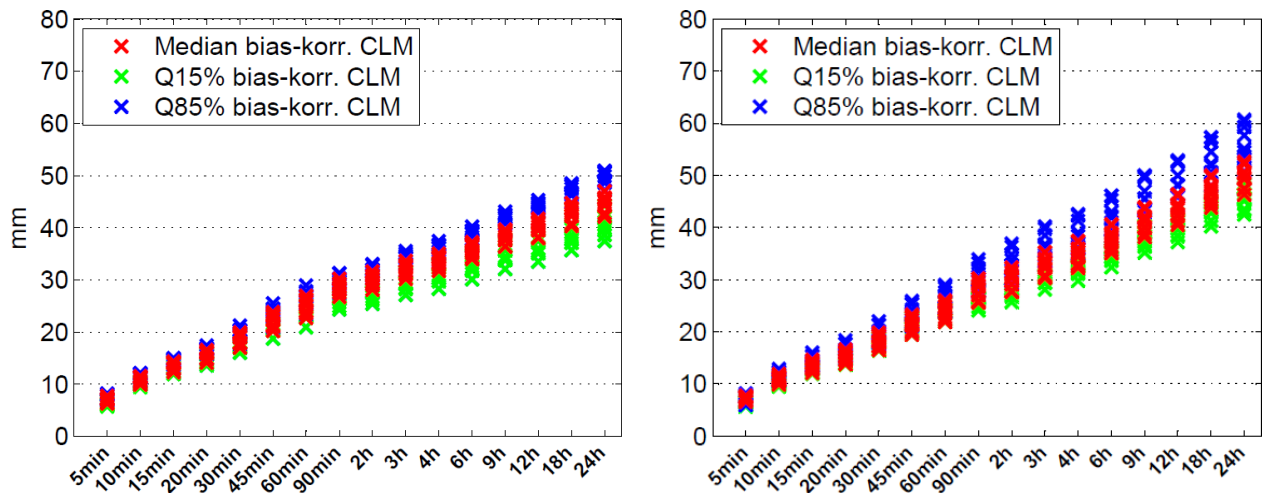 80
70
60
50
40
30
20
10
0
mm
Median bias-korr. CLM
Q15% bias-korr. CLM
Q85% bias-korr. CLM
5min
10min
15min
20min
30min
45min
60min
90min
2h
3h
4h
6h
9h
12h
18h
24h
80
70
60
50
40
30
20
10
0
mm
Median bias-korr. CLM
Q15% bias-korr. CLM
Q85% bias-korr. CLM
5min
10min
15min
20min
30min
45min
60min
90min
2h
3h
4h
6h
9h
12h
18h
24h